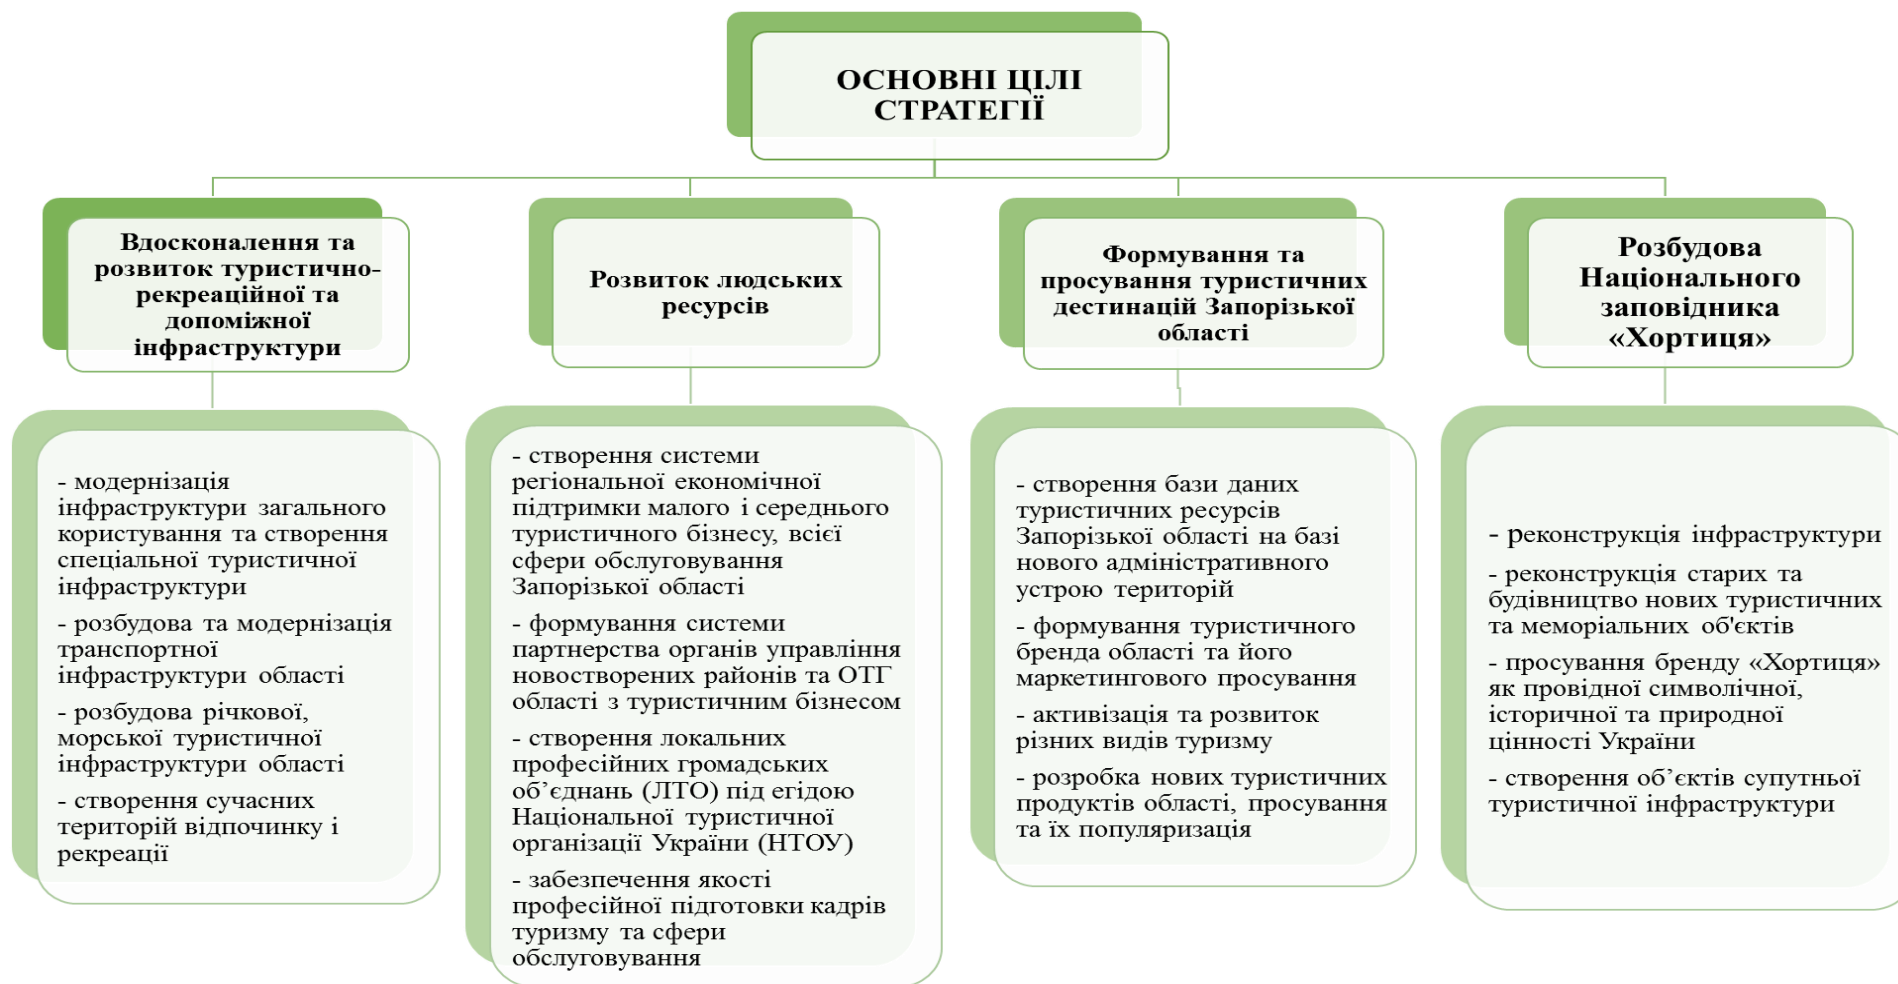 ОСНОВНІ ЦІЛІ
СТРАТЕГІЇ
Вдосконалення та
розвиток туристично-
рекреаційної та
допоміжної
інфраструктури
- модернізація
інфраструктури загального
користування та створення
спеціальної туристичної
інфраструктури
- розбудова та модернізація
транспортної
інфраструктури області
- розбудова річкової,
морської туристичної
інфраструктури області
- створення сучасних
територій відпочинку і
рекреації
Розвиток людських
ресурсів
- створення системи
регіональної економічної
підтримки малого і середнього
туристичного бізнесу, всієї
сфери обслуговування
Запорізької області
- формування системи
партнерства органів управління
новостворених районів та ОТГ
області з туристичним бізнесом
- створення локальних
професійних громадських
об’єднань (ЛТО) під егідою
Національної туристичної
організації України (НТОУ)
- забезпечення якості
професійної підготовки кадрів
туризму та сфери
обслуговування
Формування та
просування туристичних
дестинацій Запорізької
області
- створення бази даних
туристичних ресурсів
Запорізької області на базі
нового адміністративного
устрою територій
- формування туристичного
бренда області та його
маркетингового просування
- активізація та розвиток
різних видів туризму
- розробка нових туристичних
продуктів області, просування
та їх популяризація
Розбудова
Національного
заповідника
«Хортиця»
- реконструкція інфраструктури
- реконструкція старих та
будівництво нових туристичних
та меморіальних об'єктів
- просування бренду «Хортиця»
як провідної символічної,
історичної та природної
цінності України
- створення об’єктів супутньої
туристичної інфраструктури